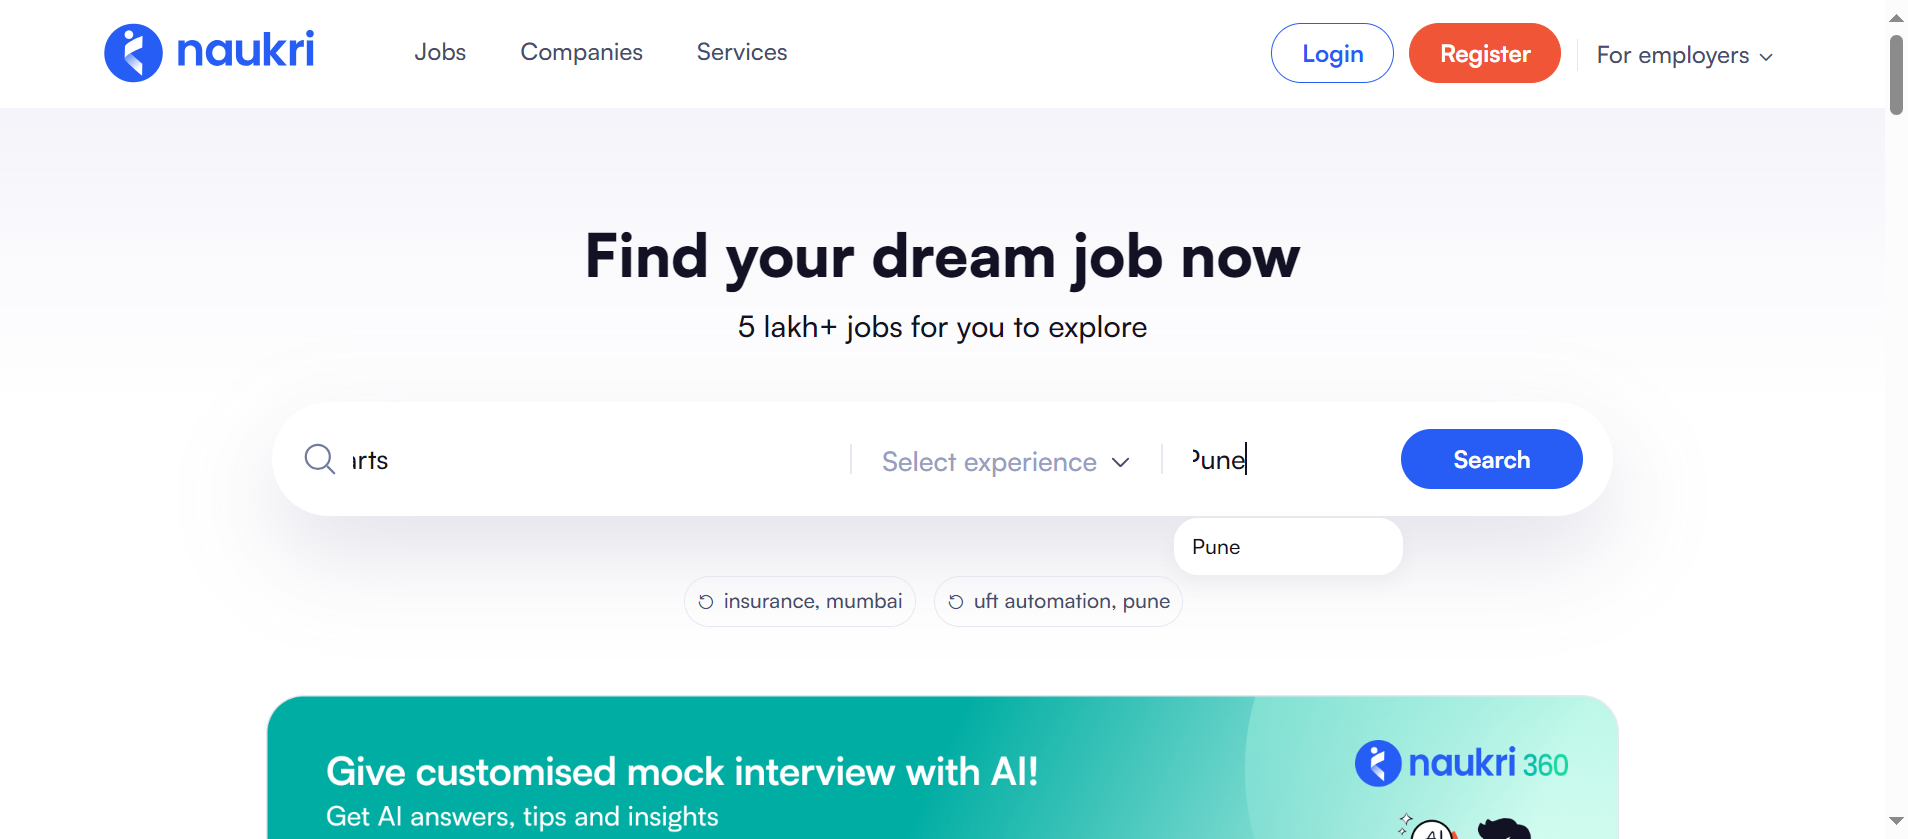 naukri
Jobs
Companies
Services
Login
Register
For employers
Find your dream job now
5 lakh+ jobs for you to explore
Select experience
Pune
Search
Pune
insurance, mumbai
uft automation, pune
Give customised mock interview with AI!
Get AI answers, tips and insights
naukri 360
AI